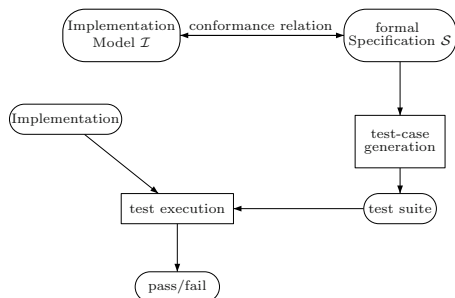 Implementation
Model 𝓘
conformance relation
formal
Specification 𝓢
Implementation
test-case
generation
test execution
test suite
pass/fail